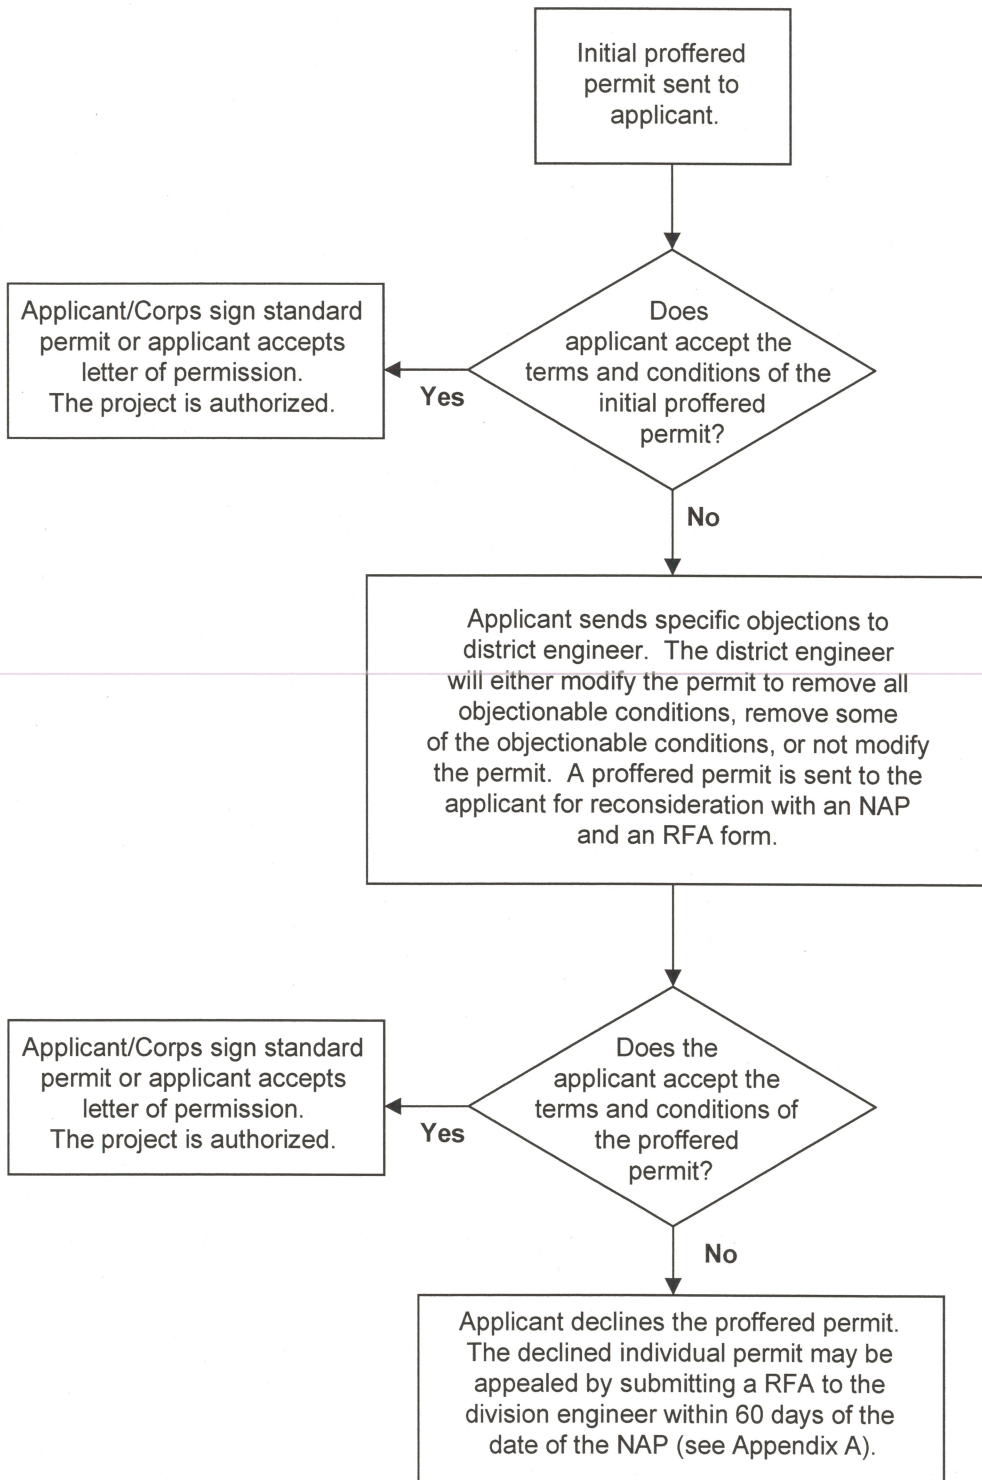 Initial proffered
permit sent to
applicant.
Does
applicant accept the
terms and conditions of the
initial proffered
permit?
Yes
Applicant/Corps sign standard
permit or applicant accepts
letter of permission.
The project is authorized.
No
Applicant sends specific objections to
district engineer.  The district engineer
will either modify the permit to remove all
objectionable conditions, remove some
of the objectionable conditions, or not modify
the permit.  A proffered permit is sent to the
applicant for reconsideration with an NAP
and an RFA form.
Does the
applicant accept the
terms and conditions of
the proffered
permit?
Yes
Applicant/Corps sign standard
permit or applicant accepts
letter of permission.
The project is authorized.
No
Applicant declines the proffered permit.
The declined individual permit may be
appealed by submitting a RFA to the
division engineer within 60 days of the
date of the NAP (see Appendix A).